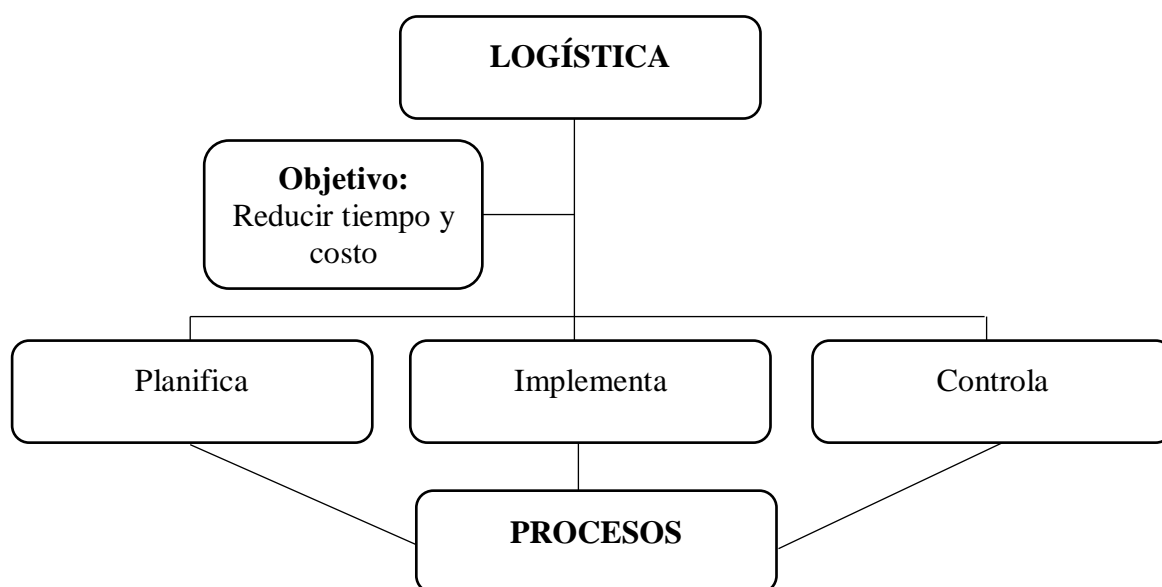 LOGÍSTICA
Objetivo:
Reducir tiempo y
costo
Planifica
Implementa
Controla
PROCESOS